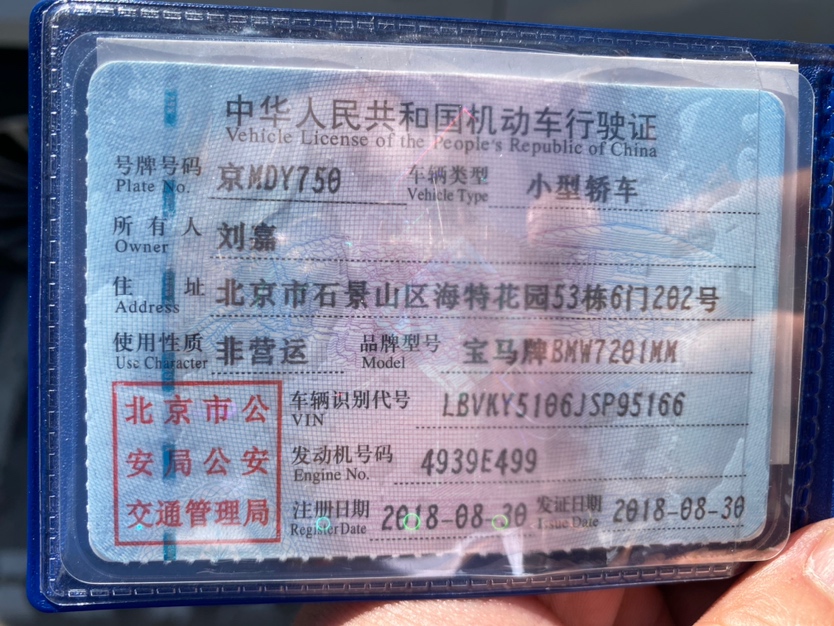 中华人民共和国机动车行驶证
Vehicle License of the People's Republic of China
号牌号码 京MDY750 车辆类型 小型轿车
Plate No. Vehicle Type
所有人 刘嘉
Owner
住址 北京市石景山区海特花园53栋6门202号
Address
使用性质 非营运 品牌型号 宝马牌BMW7201MM
Use Character Model
北京市公 车辆识别代号 LBVKY5106JSP95166
VIN
安局公安 发动机号码 4939E499
Engine No.
交通管理局 注册日期 2018-08-30 发证日期 2018-08-30
Register Date Issue Date